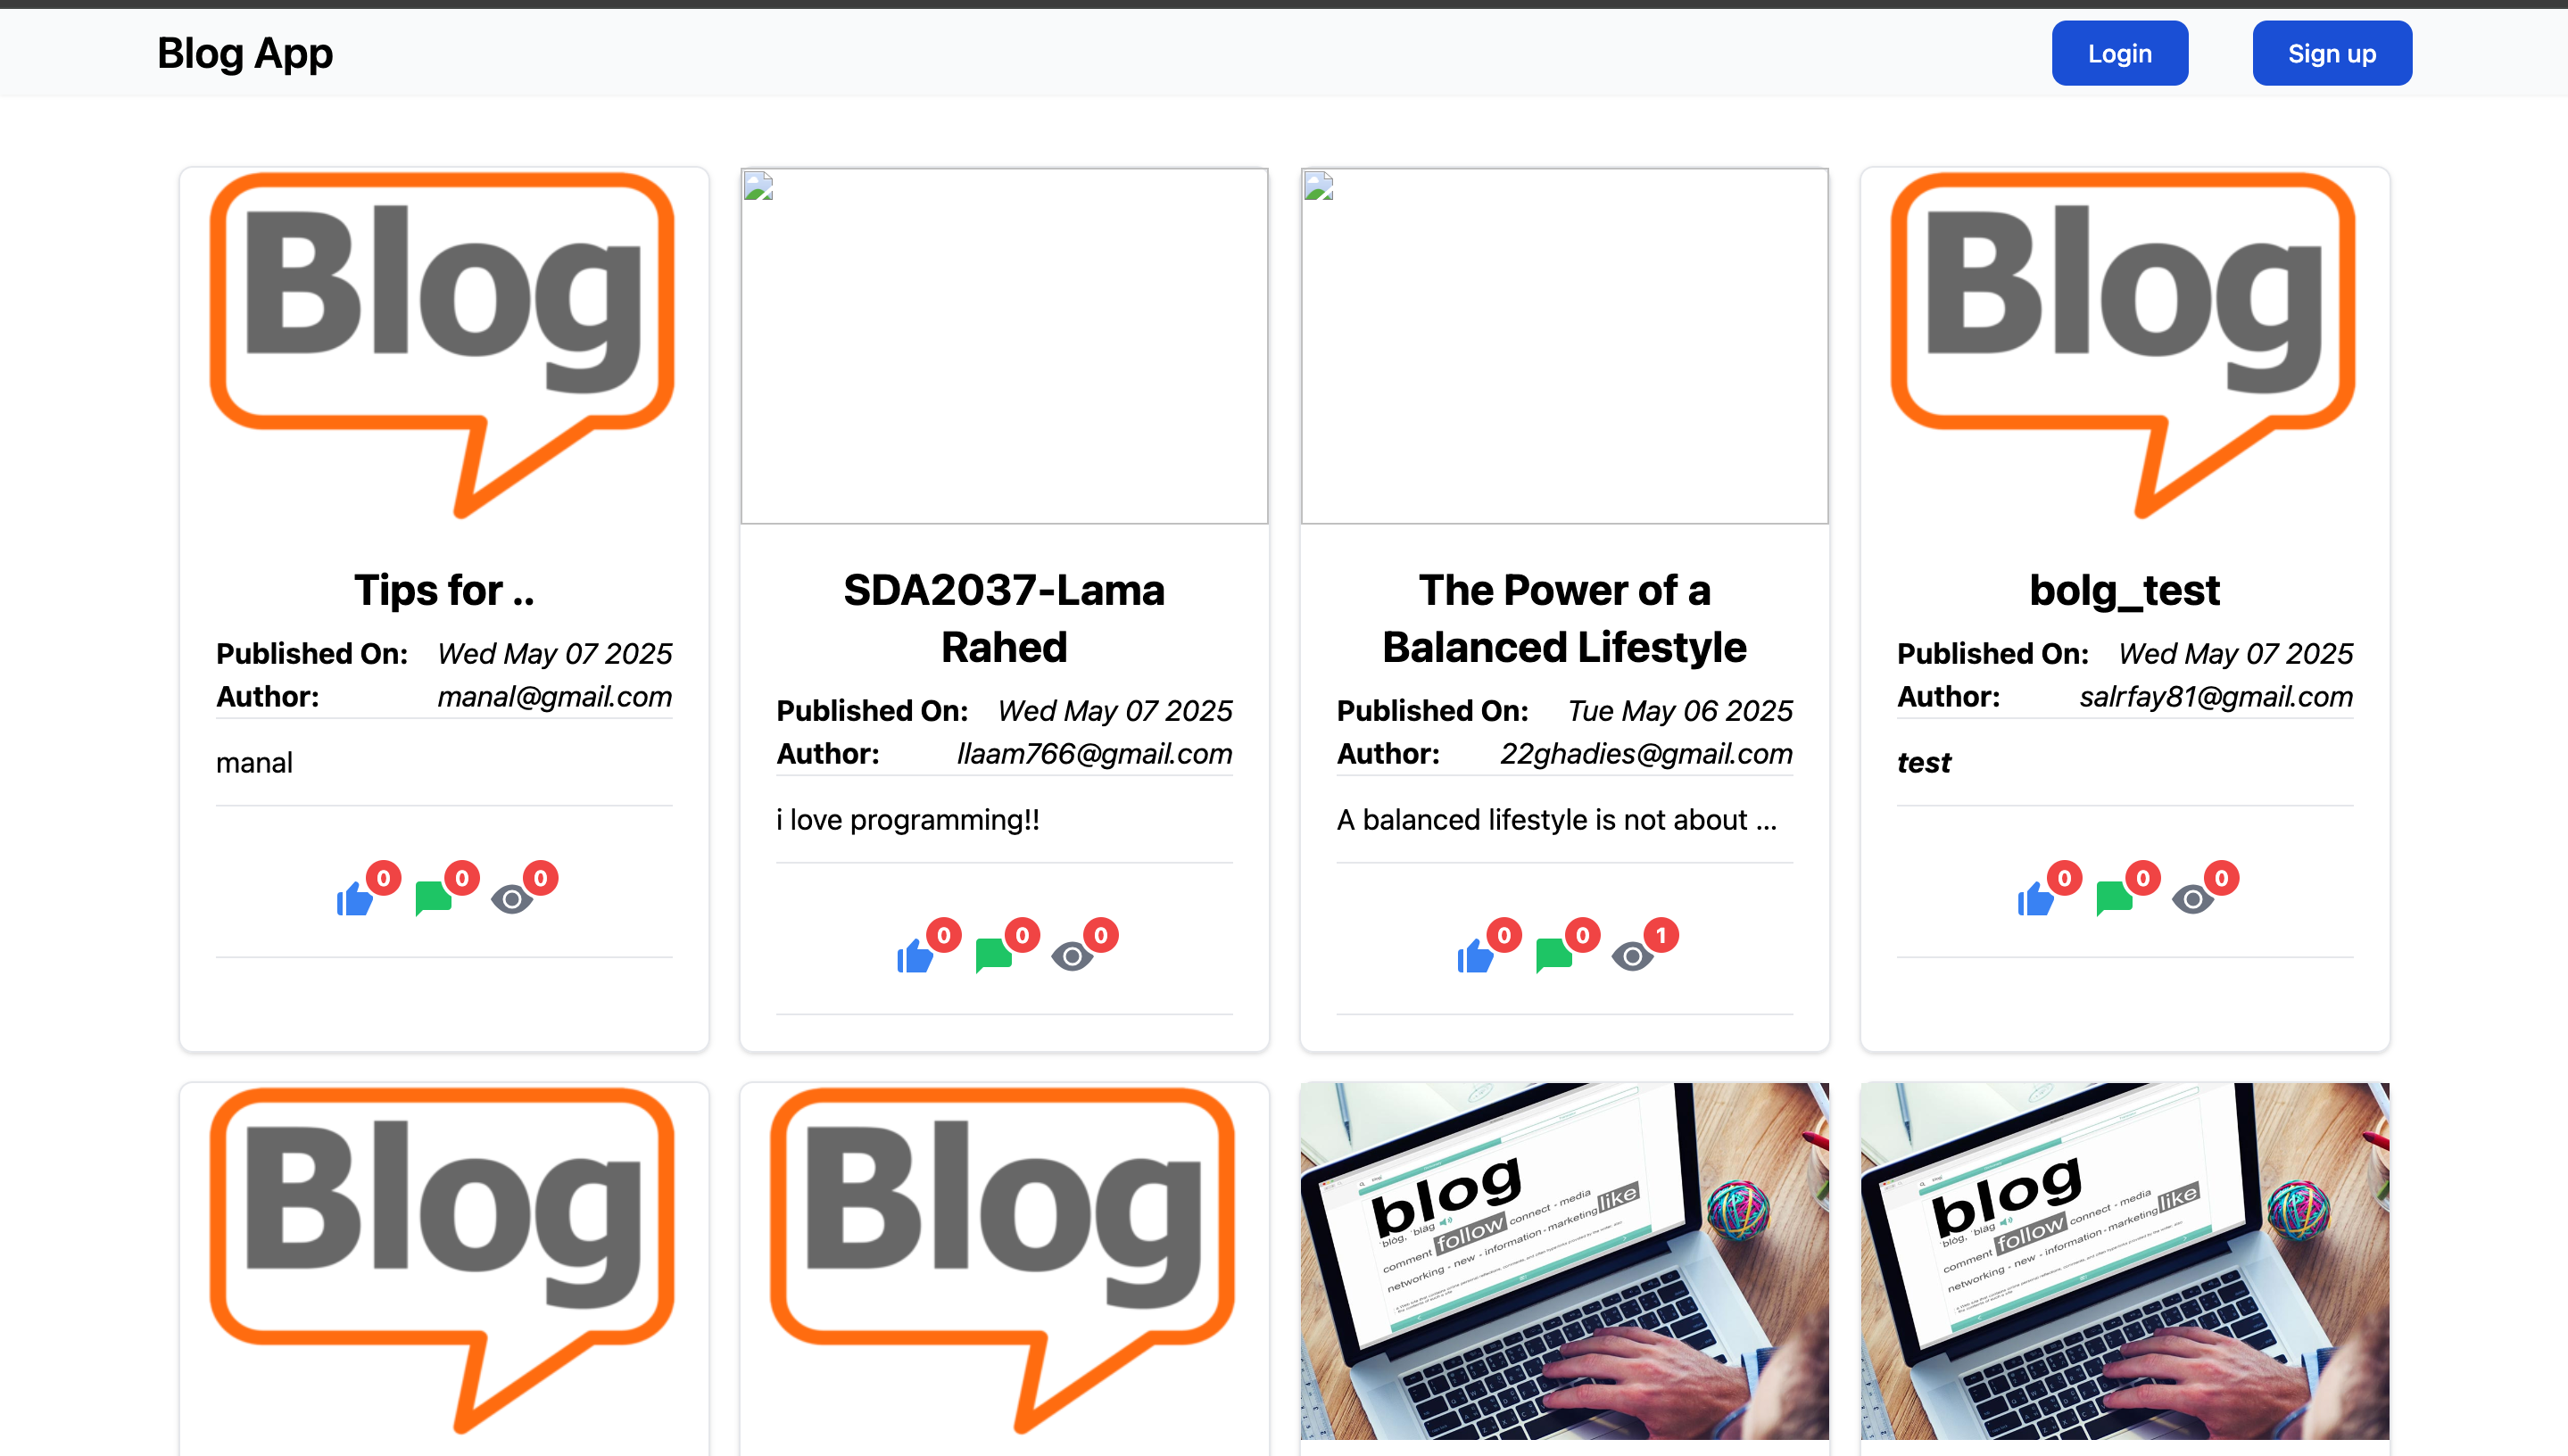 Blog App
Login
Sign up
Blog
Tips for ..
Published On: Wed May 07 2025
Author: manal@gmail.com
manal
0 0 0
SDA2037-Lama
Rahed
Published On: Wed May 07 2025
Author: llaam766@gmail.com
i love programming!!
0 0 0
The Power of a
Balanced Lifestyle
Published On: Tue May 06 2025
Author: 22ghadies@gmail.com
A balanced lifestyle is not about ...
0 0 1
Blog
bolg_test
Published On: Wed May 07 2025
Author: salrfay81@gmail.com
test
0 0 0
Blog
Blog
blog
comment follow connect - media
networking - new - information - marketing like
blog
comment follow connect - media
networking - new - information - marketing like